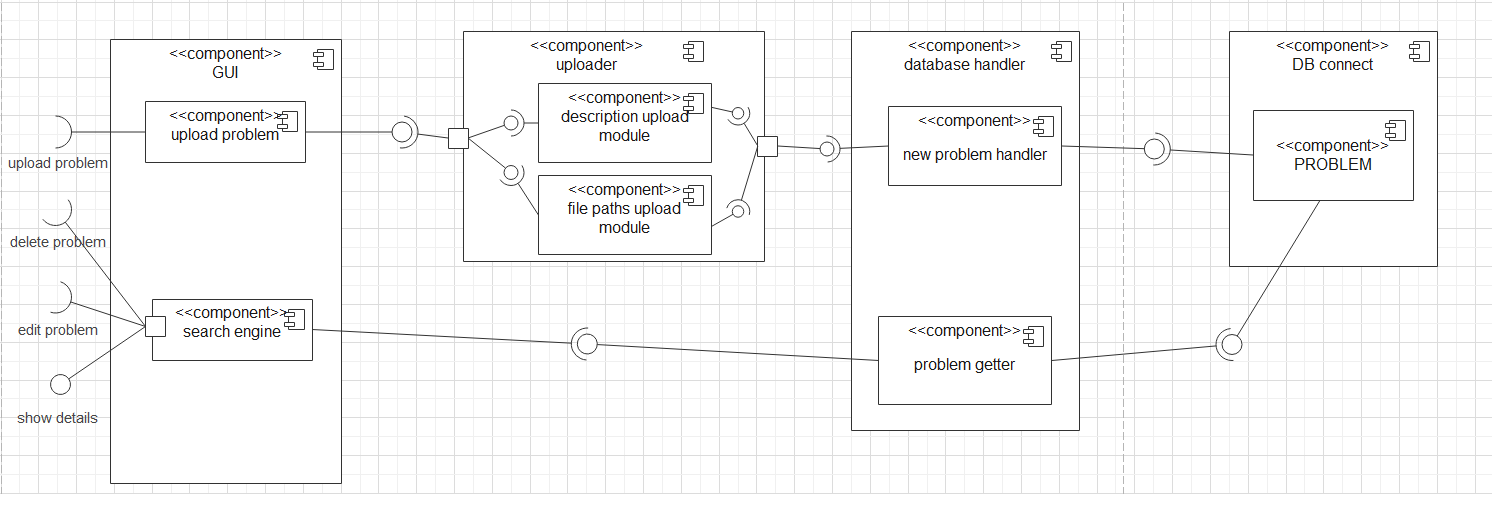 <<component>>
GUI
<<component>>
upload problem
upload problem
delete problem
edit problem
show details
<<component>>
search engine
<<component>>
uploader
<<component>>
description upload
module
<<component>>
file paths upload
module
<<component>>
database handler
<<component>>
new problem handler
<<component>>
problem getter
<<component>>
DB connect
<<component>>
PROBLEM